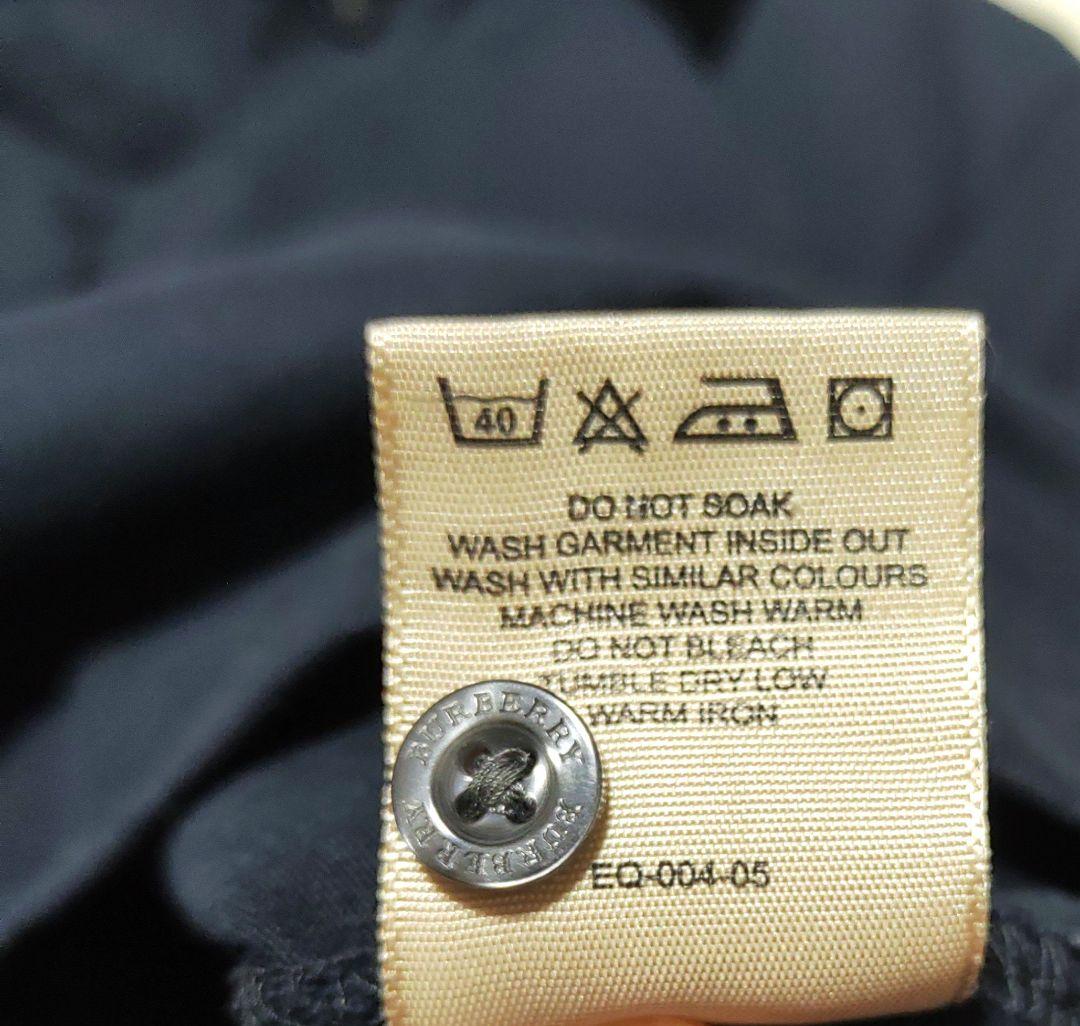 40
DO NOT SOAK
WASH GARMENT INSIDE OUT
WASH WITH SIMILAR COLOURS
MACHINE WASH WARM
DO NOT BLEACH
TUMBLE DRY LOW
WARM IRON
BURBERRY
BURBERRY
EQ-004-05